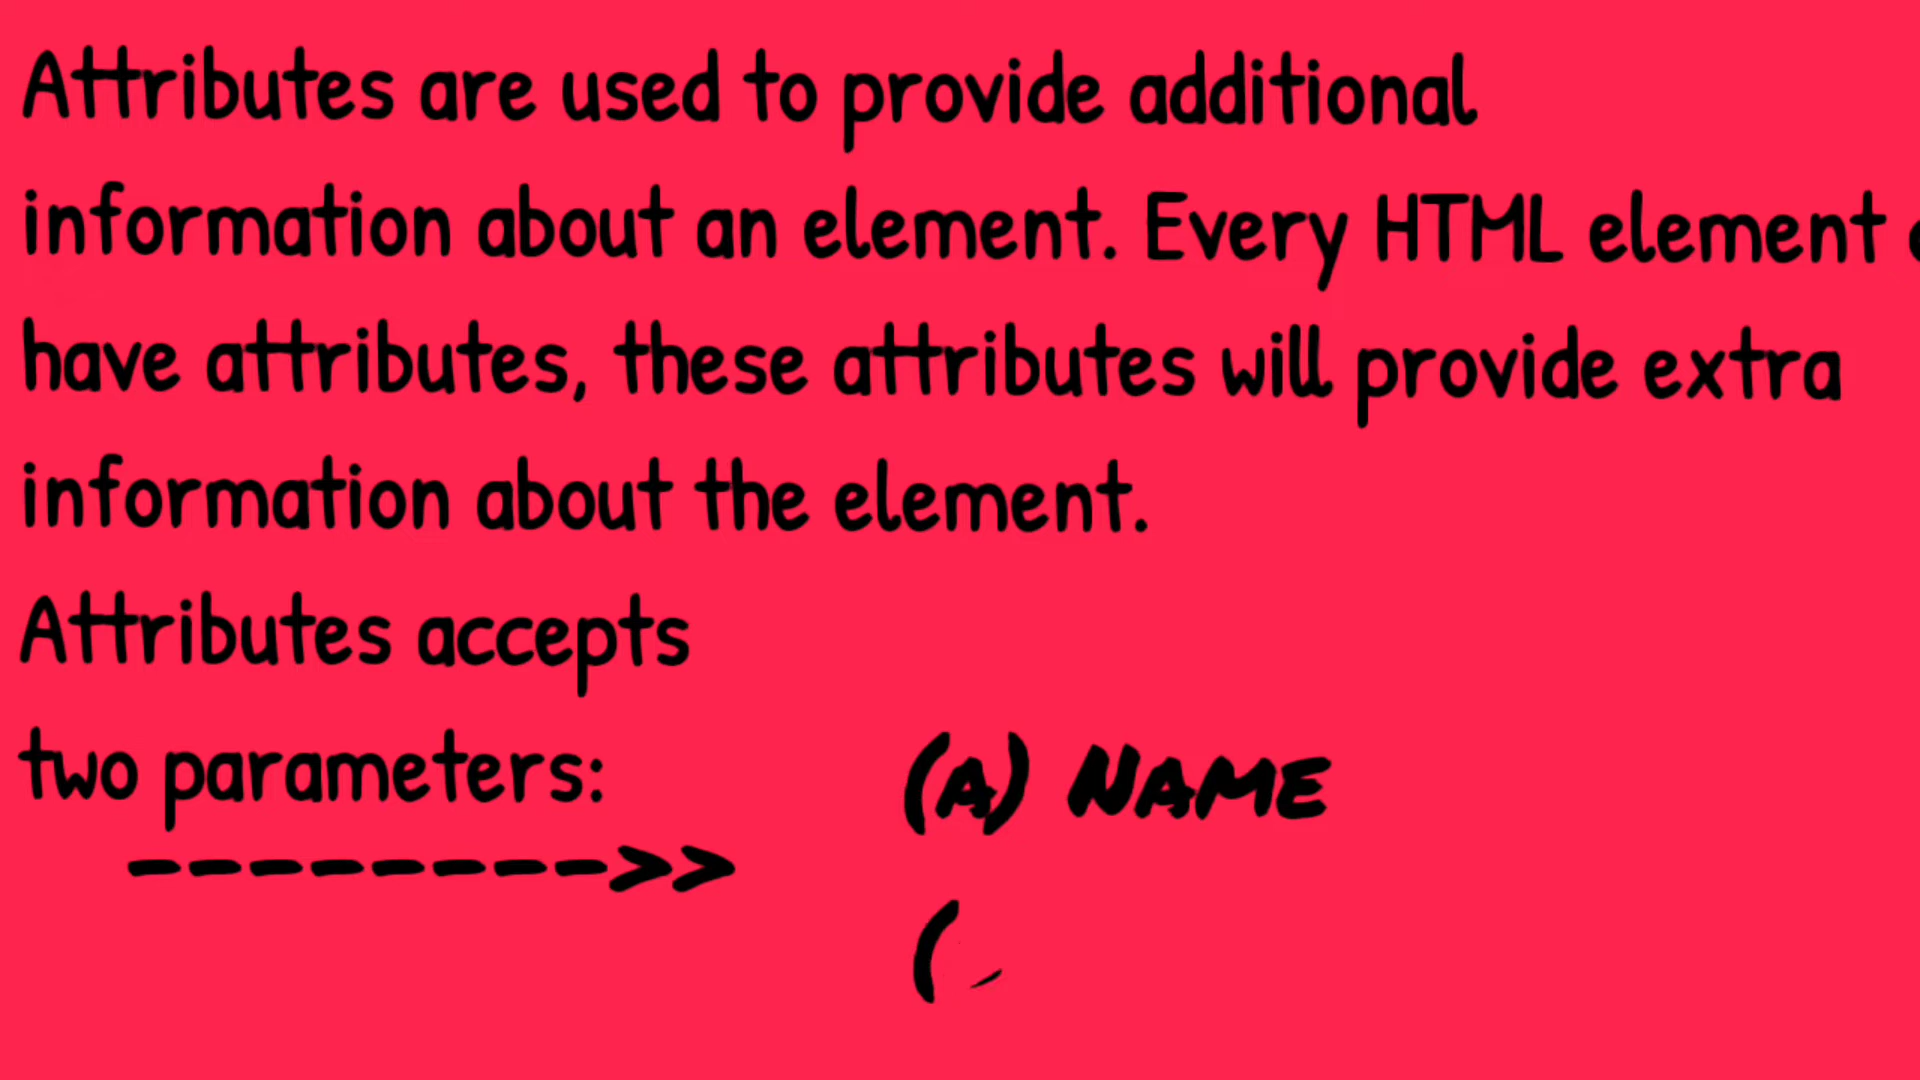 Attributes are used to provide additional
information about an element. Every HTML element
have attributes, these attributes will provide extra
information about the element.
Attributes accepts
two parameters:
-------->>
(A) NAME
(